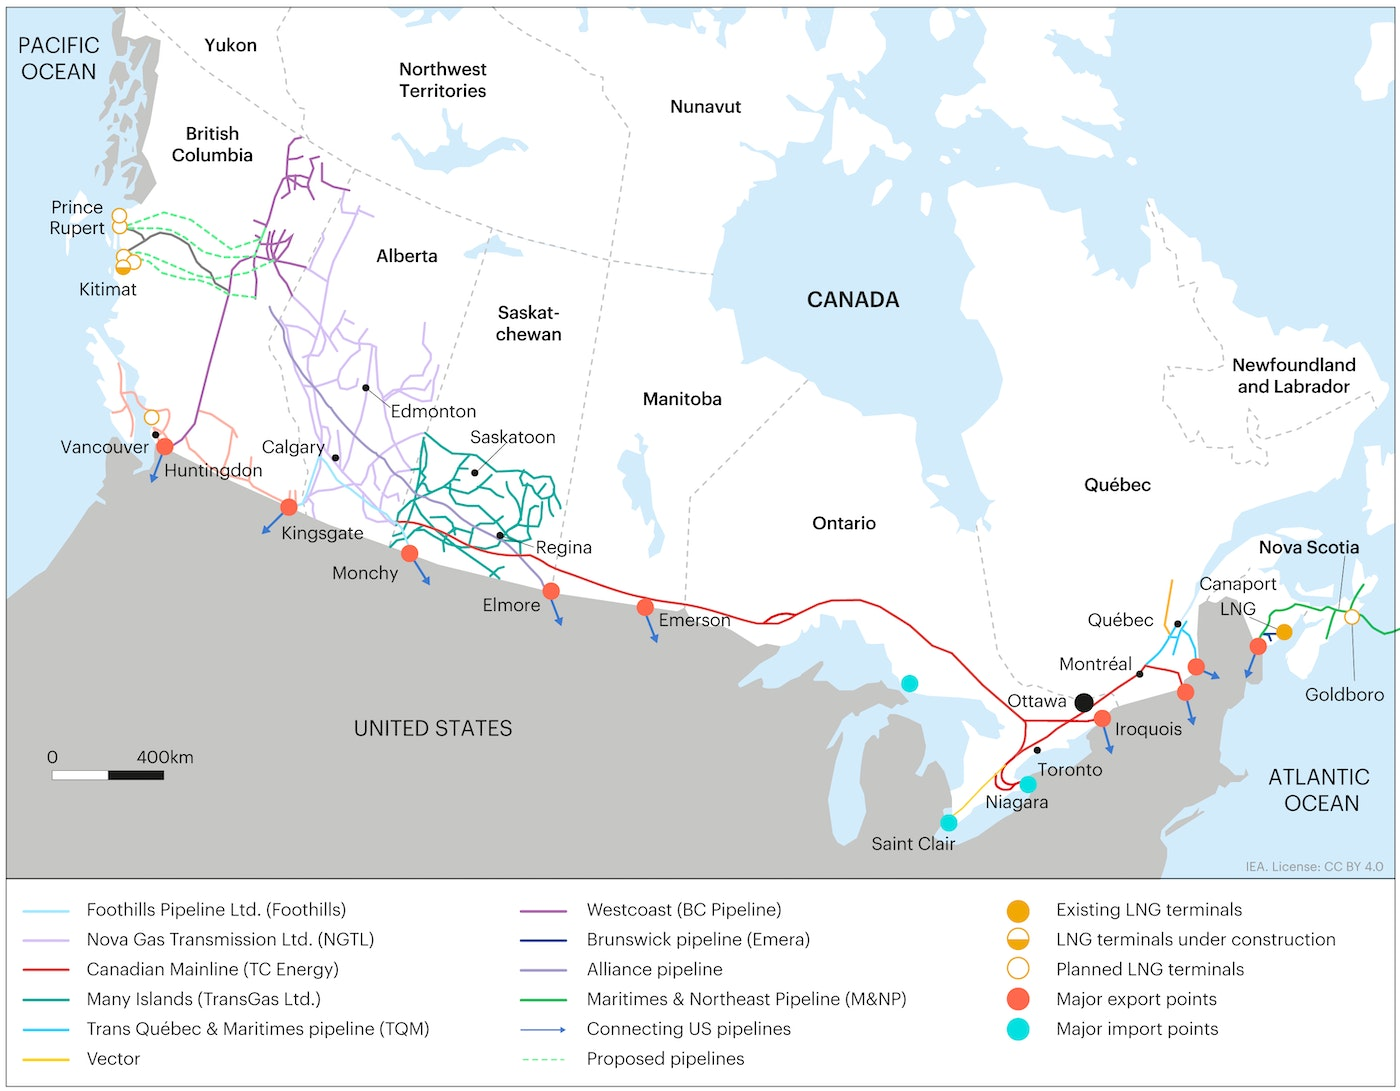 PACIFIC
OCEAN
Yukon
Northwest
Territories
Nunavut
British
Columbia
Prince
Rupert
Kitimat
Alberta
Saskat-
chewan
CANADA
Manitoba
Newfoundland
and Labrador
Edmonton
Saskatoon
Calgary
Vancouver
Huntingdon
Kingsgate
Monchy
Regina
Elmore
Emerson
Ontario
Québec
Nova Scotia
Canaport
LNG
Québec
Montréal
Ottawa
Iroquois
Goldboro
Toronto
Niagara
Saint Clair
UNITED STATES
0 400km
ATLANTIC
OCEAN
IEA. License: CC BY 4.0
Foothills Pipeline Ltd. (Foothills)
Nova Gas Transmission Ltd. (NGTL)
Canadian Mainline (TC Energy)
Many Islands (TransGas Ltd.)
Trans Québec & Maritimes pipeline (TQM)
Vector
Westcoast (BC Pipeline)
Brunswick pipeline (Emera)
Alliance pipeline
Maritimes & Northeast Pipeline (M&NP)
Connecting US pipelines
Proposed pipelines
Existing LNG terminals
LNG terminals under construction
Planned LNG terminals
Major export points
Major import points